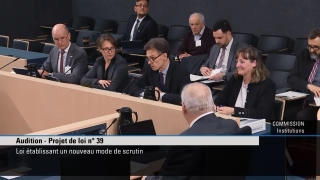 COMMISSION
Institutions
Audition - Projet de loi n° 39
Loi établissant un nouveau mode de scrutin